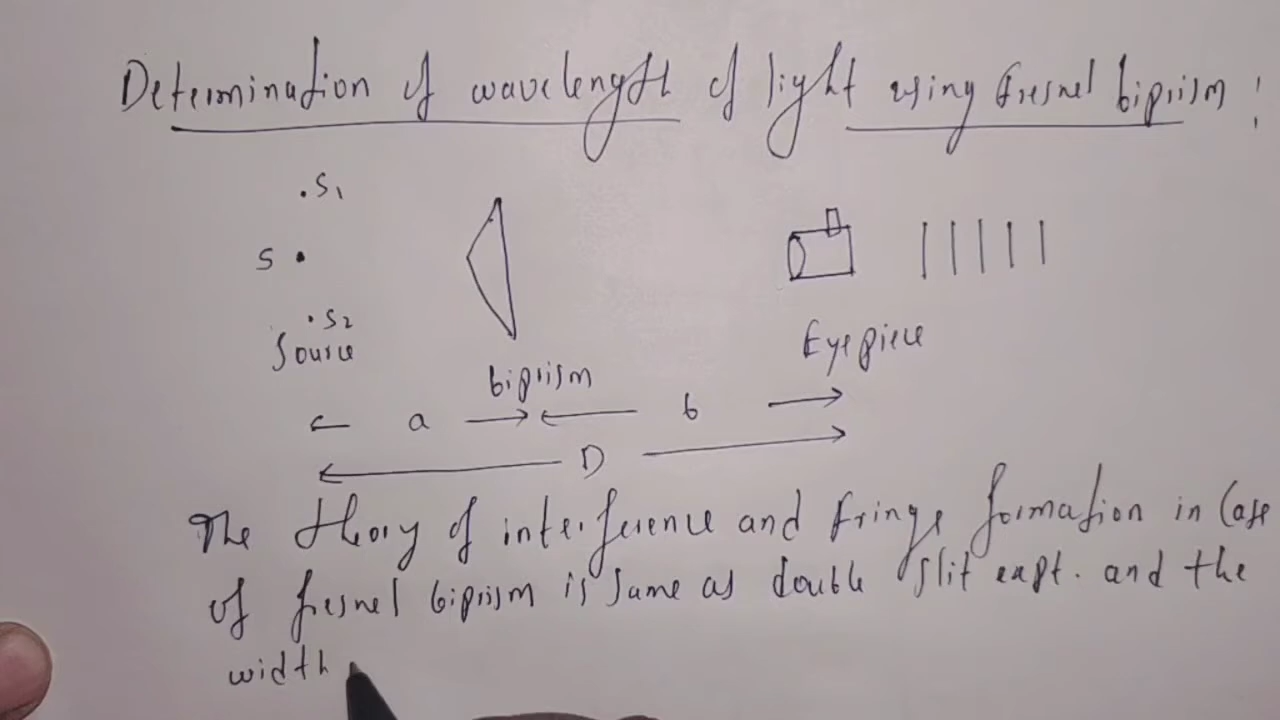 Determination of wavelength of light using fresnel biprism :
S1
S
S2
Source
biprism
Eyepiece
a
b
D
The theory of interference and fringe formation in Case
of fresnel biprism is same as double slit expt. and the
width